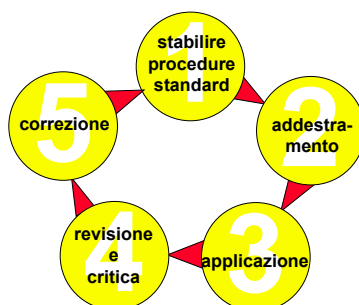 1
stabilire
procedure
standard
2
addestra-
mento
3
applicazione
4
revisione
e
critica
5
correzione